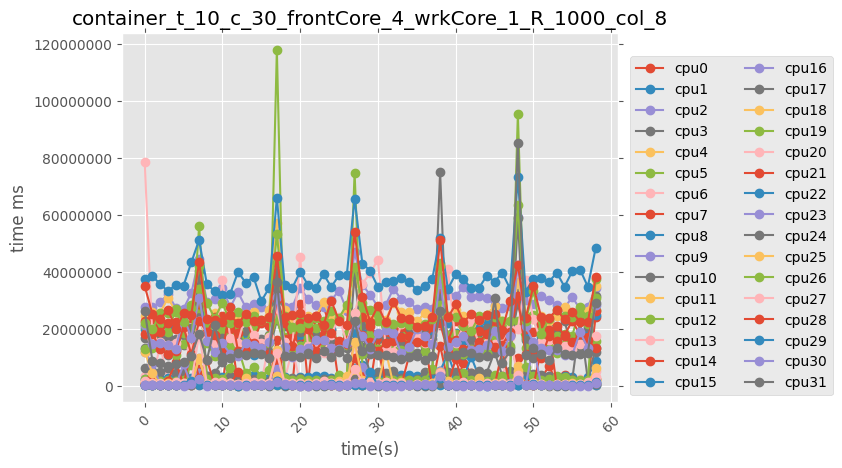 container_t_10_c_30_frontCore_4_wrkCore_1_R_1000_col_8
120000000
100000000
80000000
60000000
40000000
20000000
0
time ms
0
10
20
30
40
50
60
time(s)
cpu0
cpu1
cpu2
cpu3
cpu4
cpu5
cpu6
cpu7
cpu8
cpu9
cpu10
cpu11
cpu12
cpu13
cpu14
cpu15
cpu16
cpu17
cpu18
cpu19
cpu20
cpu21
cpu22
cpu23
cpu24
cpu25
cpu26
cpu27
cpu28
cpu29
cpu30
cpu31